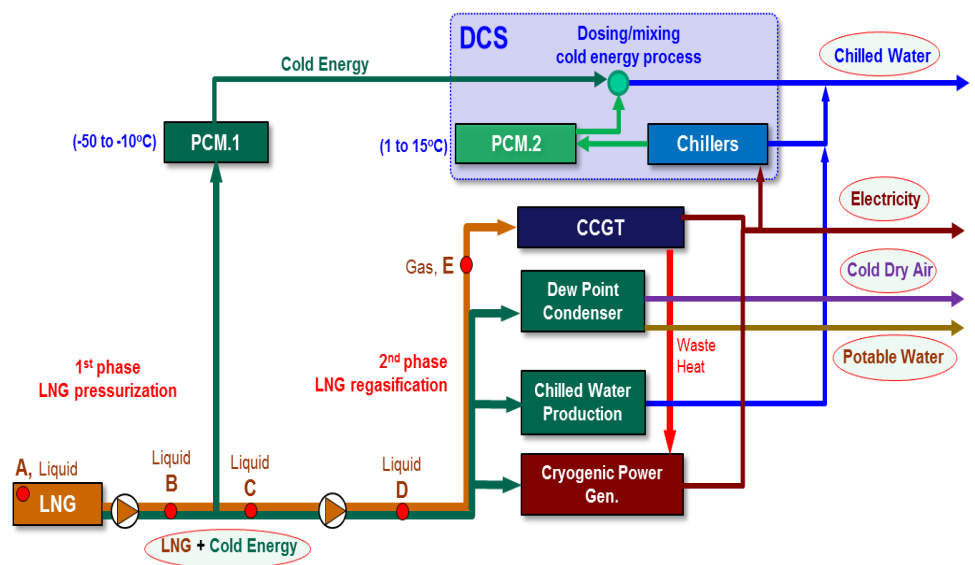 DCS
Dosing/mixing
cold energy process
Chilled Water
Cold Energy
(-50 to -10oC)
PCM.1
(1 to 15oC)
PCM.2
Chillers
Electricity
CCGT
Gas, E
Cold Dry Air
Dew Point
Condenser
Potable Water
1st phase
LNG pressurization
2nd phase
LNG regasification
Waste
Heat
Chilled Water
Production
A, Liquid
LNG
Liquid
B
Liquid
C
Liquid
D
Cryogenic Power
Gen.
LNG + Cold Energy